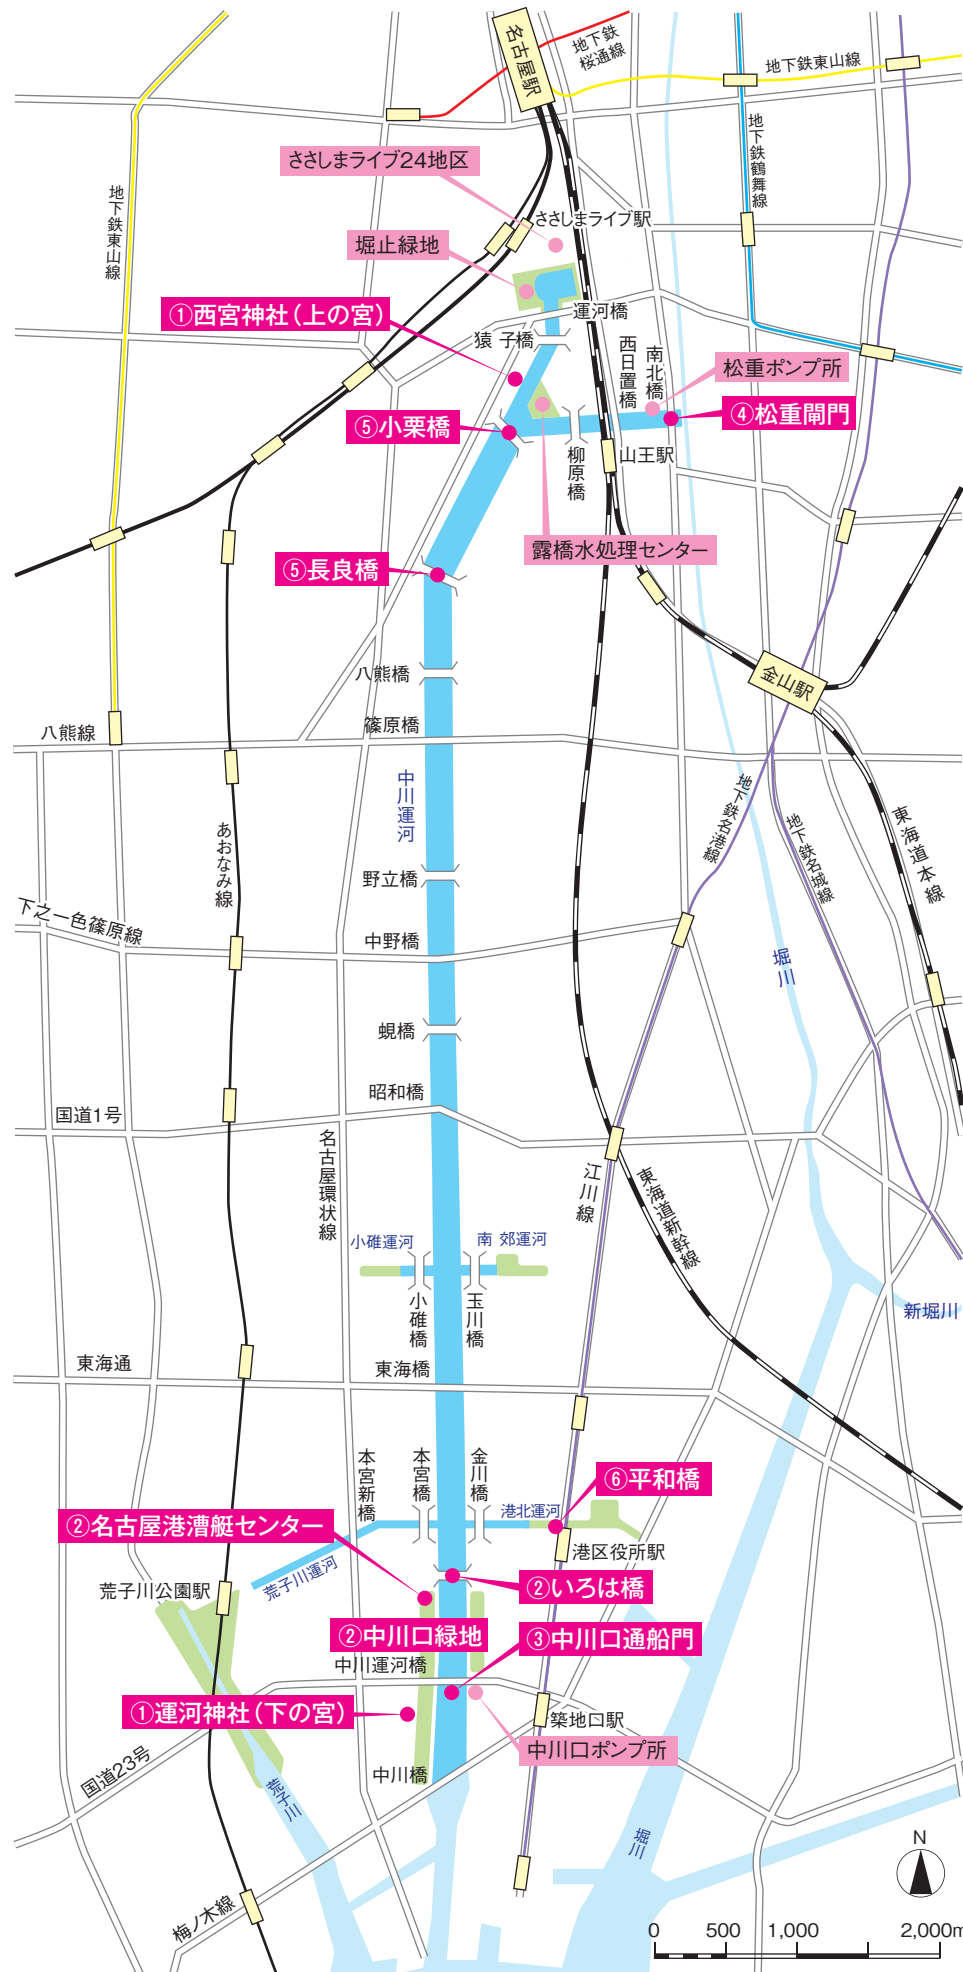 名古屋駅
地下鉄
桜通線
地下鉄東山線
地下鉄鶴舞線
ささしまライブ24地区
地下鉄東山線
ささしまライブ駅
堀止緑地
①西宮神社（上の宮）
運河橋
猿子橋
西日置橋
南北橋
松重ポンプ所
⑤小栗橋
④松重閘門
柳原橋
山王駅
露橋水処理センター
⑤長良橋
八熊橋
金山駅
篠原橋
八熊線
中川運河
地下鉄名港線
地下鉄名城線
東海道本線
あおなみ線
野立橋
下之一色篠原線
中野橋
堀川
蜆橋
昭和橋
国道1号
名古屋環状線
江川線
東海道新幹線
小碓運河
南郊運河
小碓橋
玉川橋
新堀川
東海通
東海橋
本宮新橋
本宮橋
金川橋
⑥平和橋
港北運河
②名古屋港漕艇センター
港区役所駅
荒子川運河
荒子川公園駅
②いろは橋
②中川口緑地
③中川口通船門
中川運河橋
①運河神社（下の宮）
築地口駅
中川口ポンプ所
国道23号
中川橋
荒子川
堀川
梅ノ木線
N
0 500 1,000 2,000m